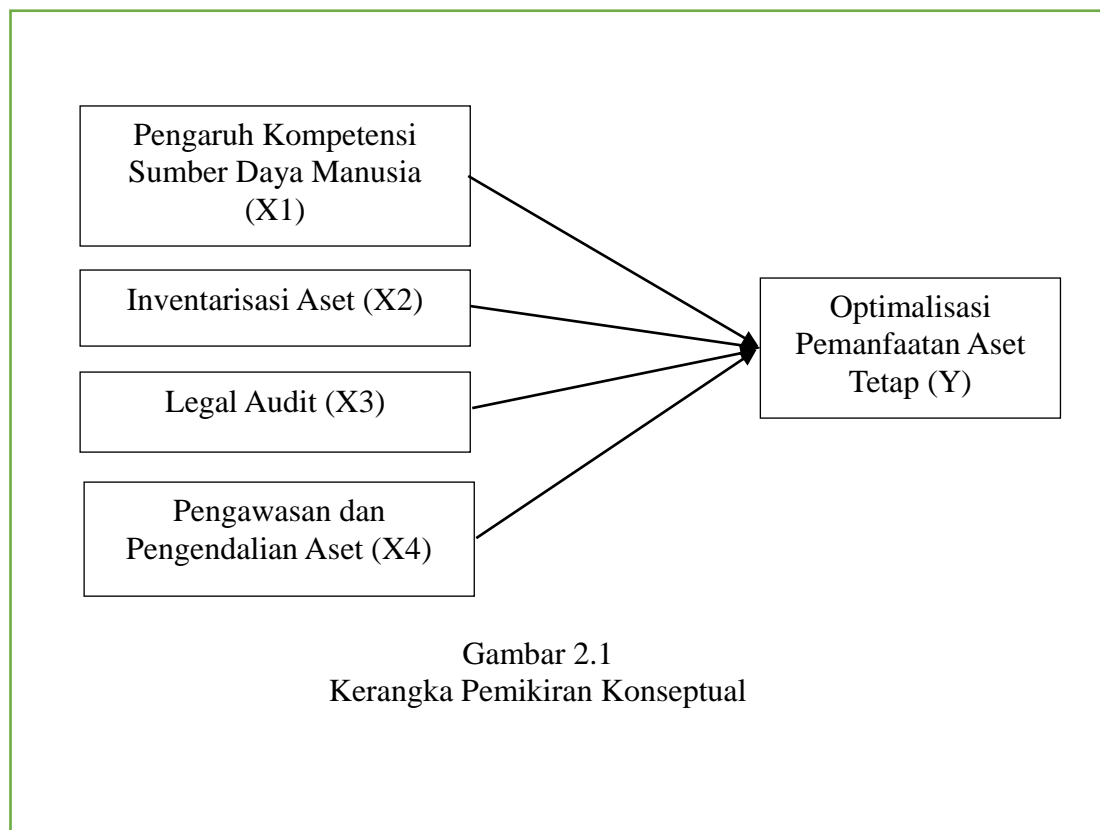 Pengaruh Kompetensi
Sumber Daya Manusia
(X1)
Inventarisasi Aset (X2)
Legal Audit (X3)
Pengawasan dan
Pengendalian Aset (X4)
Optimalisasi
Pemanfaatan Aset
Tetap (Y)
Gambar 2.1
Kerangka Pemikiran Konseptual